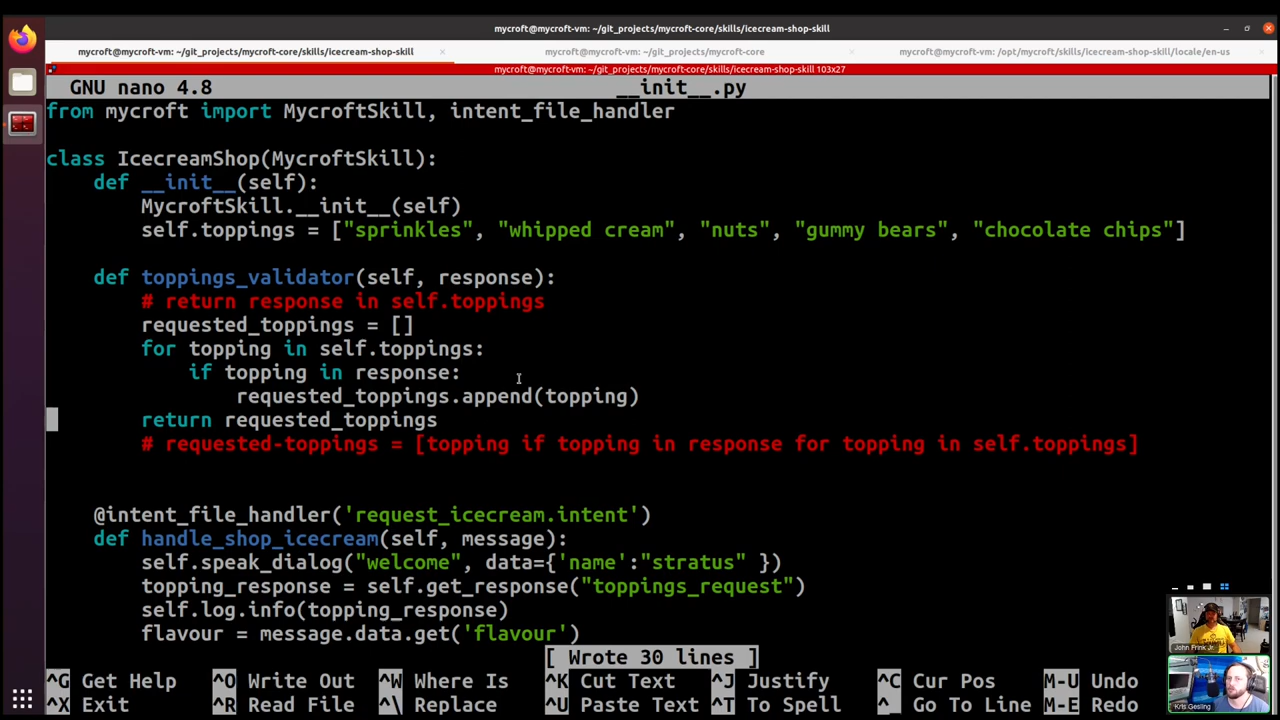 mycroft@mycroft-vm: ~/git_projects/mycroft-core/skills/icecream-shop-skill
mycroft@mycroft-vm: ~/git_projects/mycroft-core/skills/icecream-shop-skill × mycroft@mycroft-vm: ~/git_projects/mycroft-core × mycroft@mycroft-vm: /opt/mycroft/skills/icecream-shop-skill/locale/en-us ×
mycroft@mycroft-vm: ~/git_projects/mycroft-core/skills/icecream-shop-skill 103x27
GNU nano 4.8 __init__.py
from mycroft import MycroftSkill, intent_file_handler
class IcecreamShop(MycroftSkill):
    def __init__(self):
        MycroftSkill.__init__(self)
        self.toppings = ["sprinkles", "whipped cream", "nuts", "gummy bears", "chocolate chips"]
    def toppings_validator(self, response):
        # return response in self.toppings
        requested_toppings = []
        for topping in self.toppings:
            if topping in response:
                requested_toppings.append(topping)
        return requested_toppings
        # requested-toppings = [topping if topping in response for topping in self.toppings]
    @intent_file_handler('request_icecream.intent')
    def handle_shop_icecream(self, message):
        self.speak_dialog("welcome", data={'name':"stratus" })
        topping_response = self.get_response("toppings_request")
        self.log.info(topping_response)
        flavour = message.data.get('flavour')
[ Wrote 30 lines ]
^G Get Help ^O Write Out ^W Where Is ^K Cut Text ^J Justify ^C Cur Pos M-U Undo
^X Exit ^R Read File ^\ Replace ^U Paste Text ^T To Spell ^_ Go To Line M-E Redo
John Frink Jr.
Kris Gesling